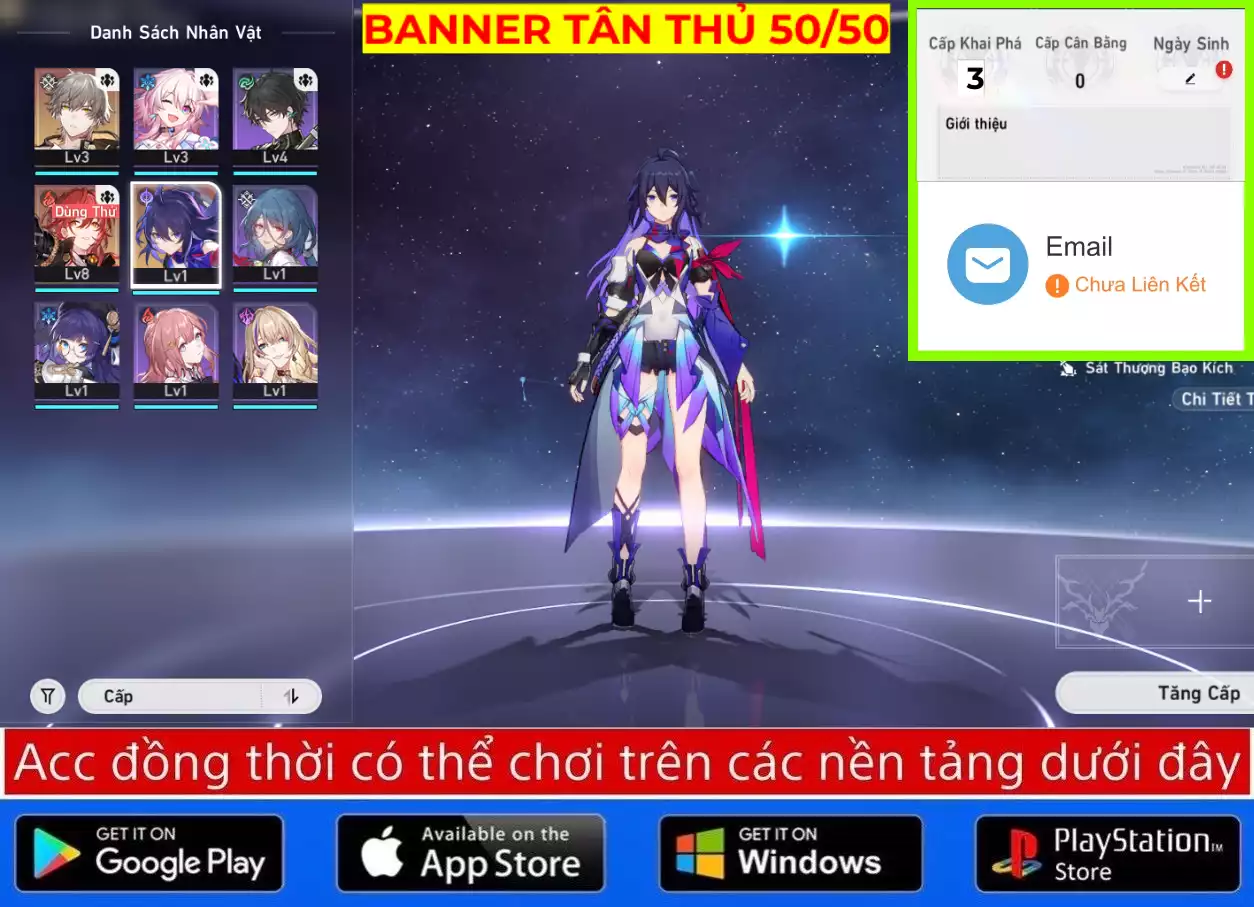 Danh Sách Nhân Vật
BANNER TÂN THỦ 50/50
Cấp Khai Phá
Cấp Cân Bằng
Ngày Sinh
3
0
Giới thiệu
Email
Chưa Liên Kết
Lv3
Lv3
Lv4
Dùng Thử
Lv8
Lv1
Lv1
Lv1
Lv1
Lv1
Sát Thượng Bạo Kích
Chi Tiết T
Cấp
Tăng Cấp
Acc đồng thời có thể chơi trên các nền tảng dưới đây
GET IT ON
Google Play
Available on the
App Store
GET IT ON
Windows
PlayStation™
Store